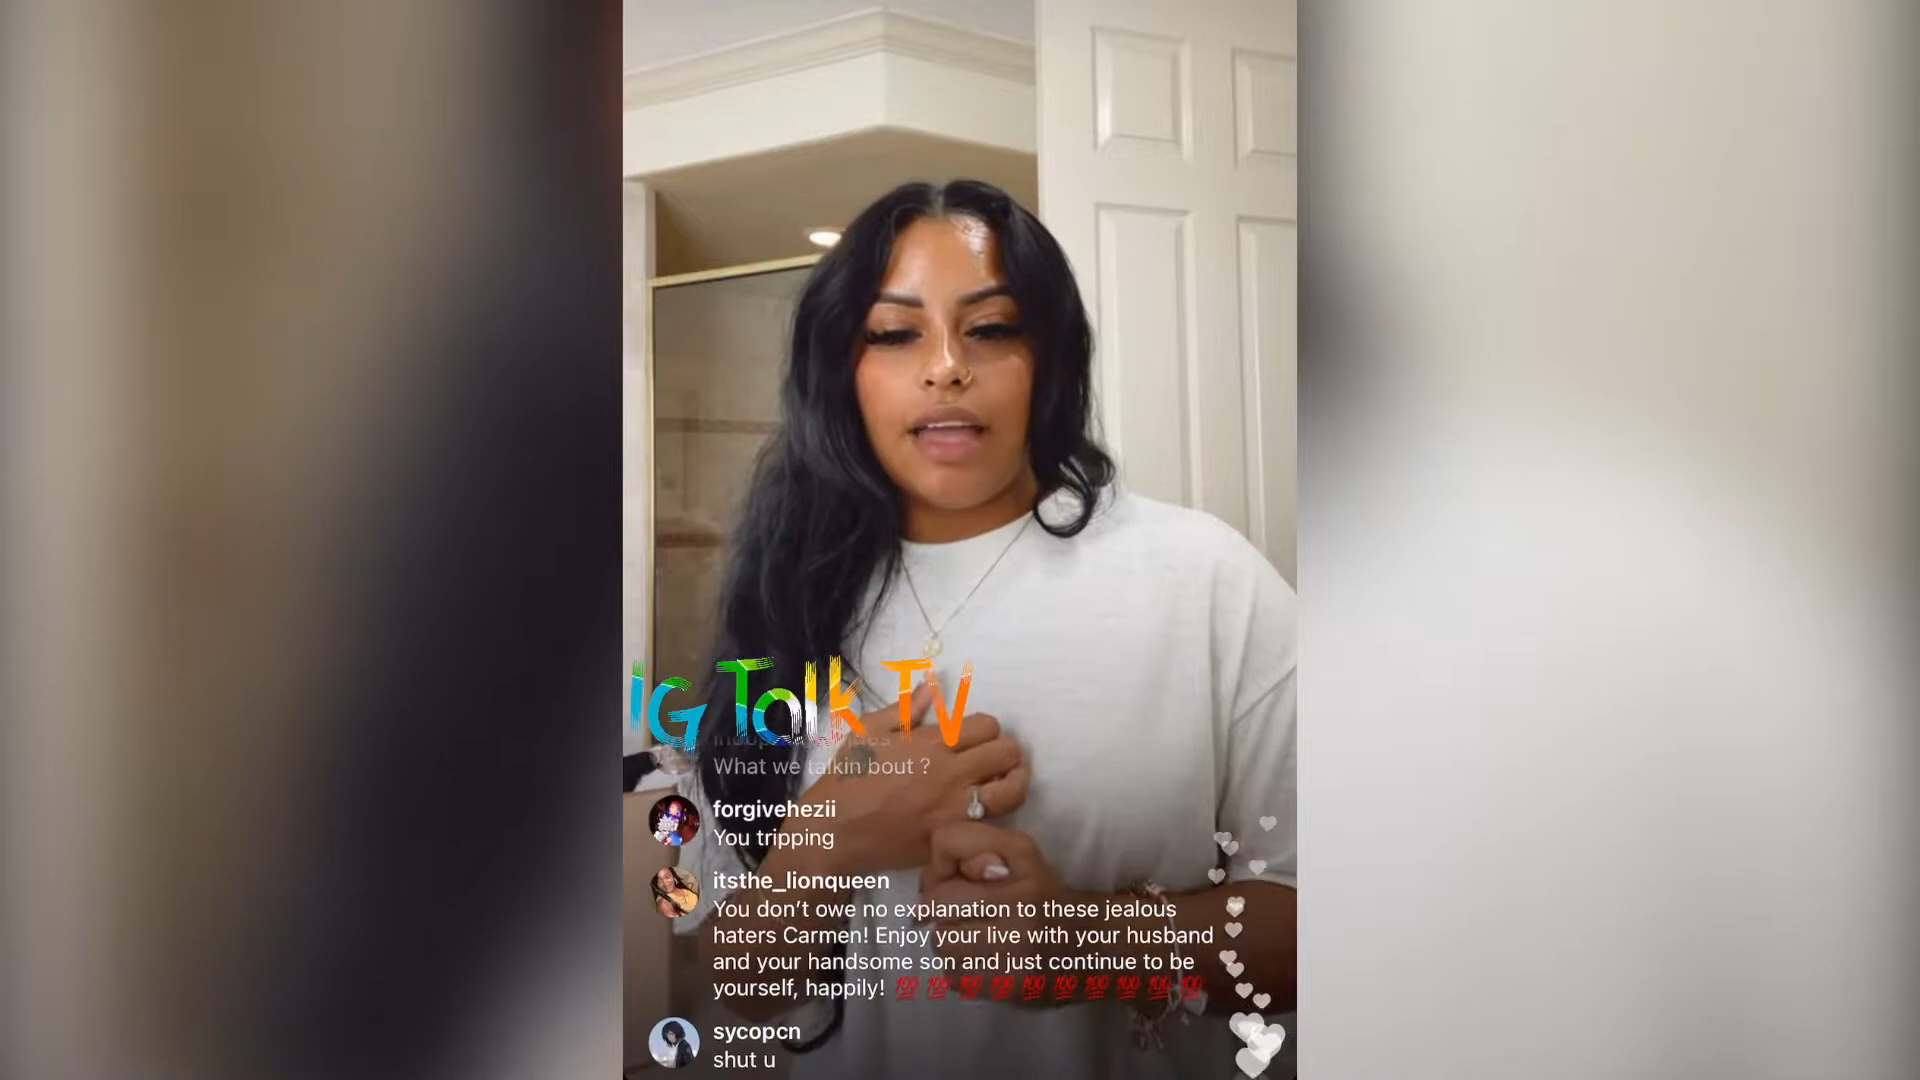 IG Talk TV
What we talkin bout ?
forgivehezii
You tripping
itsthe_lionqueen
You don’t owe no explanation to these jealous
haters Carmen! Enjoy your live with your husband
and your handsome son and just continue to be
yourself, happily! 💯💯💯💯💯💯💯💯💯💯
sycopcn
shut u